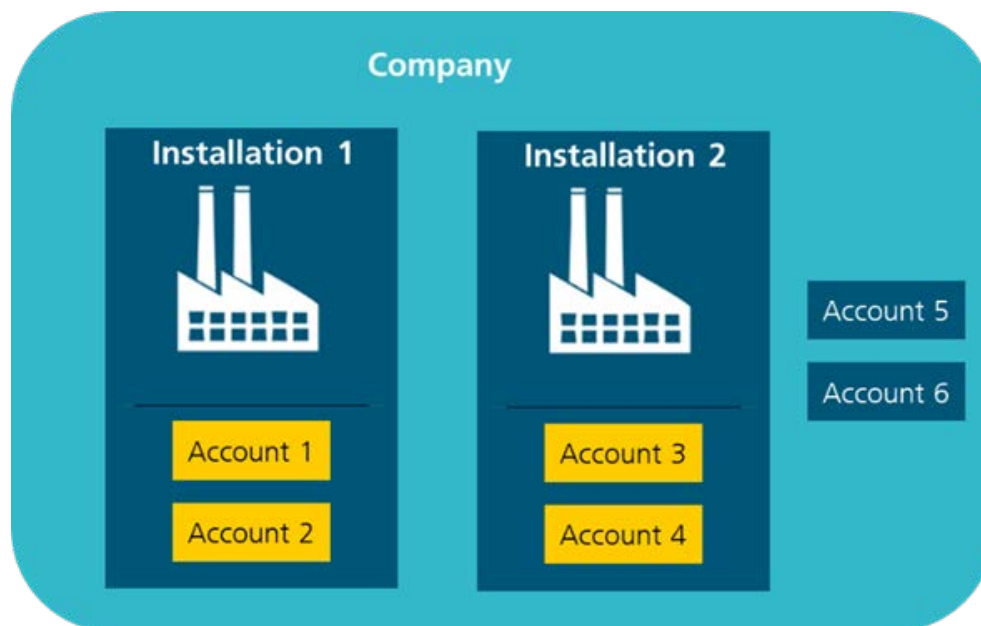 Company
Installation 1
Account 1
Account 2
Installation 2
Account 3
Account 4
Account 5
Account 6